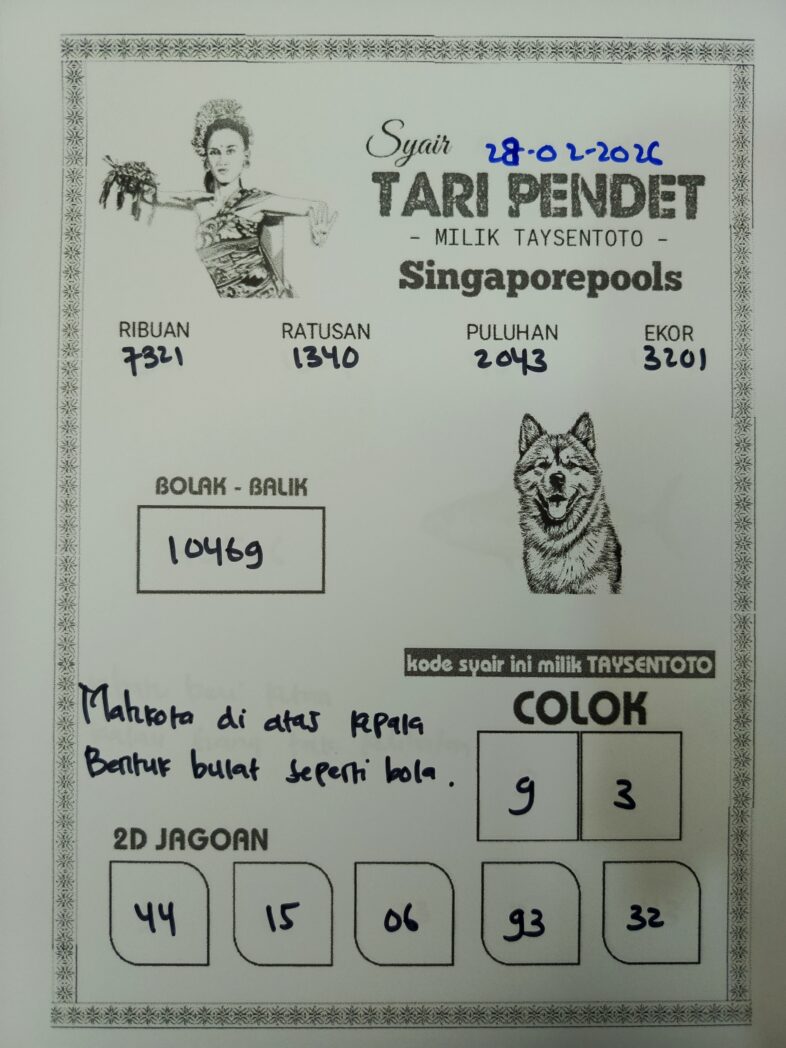 Syair 28-02-2026
TARI PENDET
- MILIK TAYSENTOTO -
Singaporepools
RIBUAN RATUSAN PULUHAN EKOR
7321 1340 2043 3201
BOLAK - BALIK
10469
kode syair ini milik TAYSENTOTO
Mahkota di atas kepala
Bentuk bulat seperti bola.
COLOK
9 3
2D JAGOAN
44 15 06 93 32